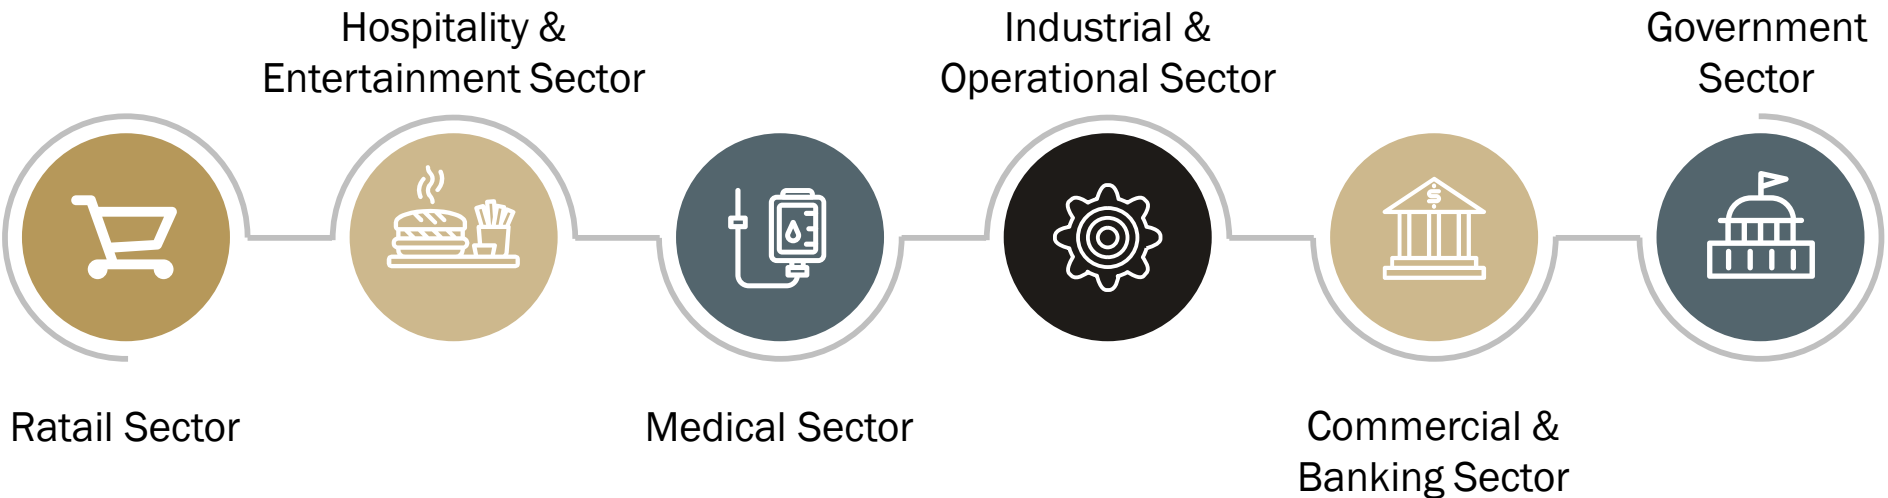 Ratail Sector
Hospitality &
Entertainment Sector
Medical Sector
Industrial &
Operational Sector
$
Commercial &
Banking Sector
Government
Sector